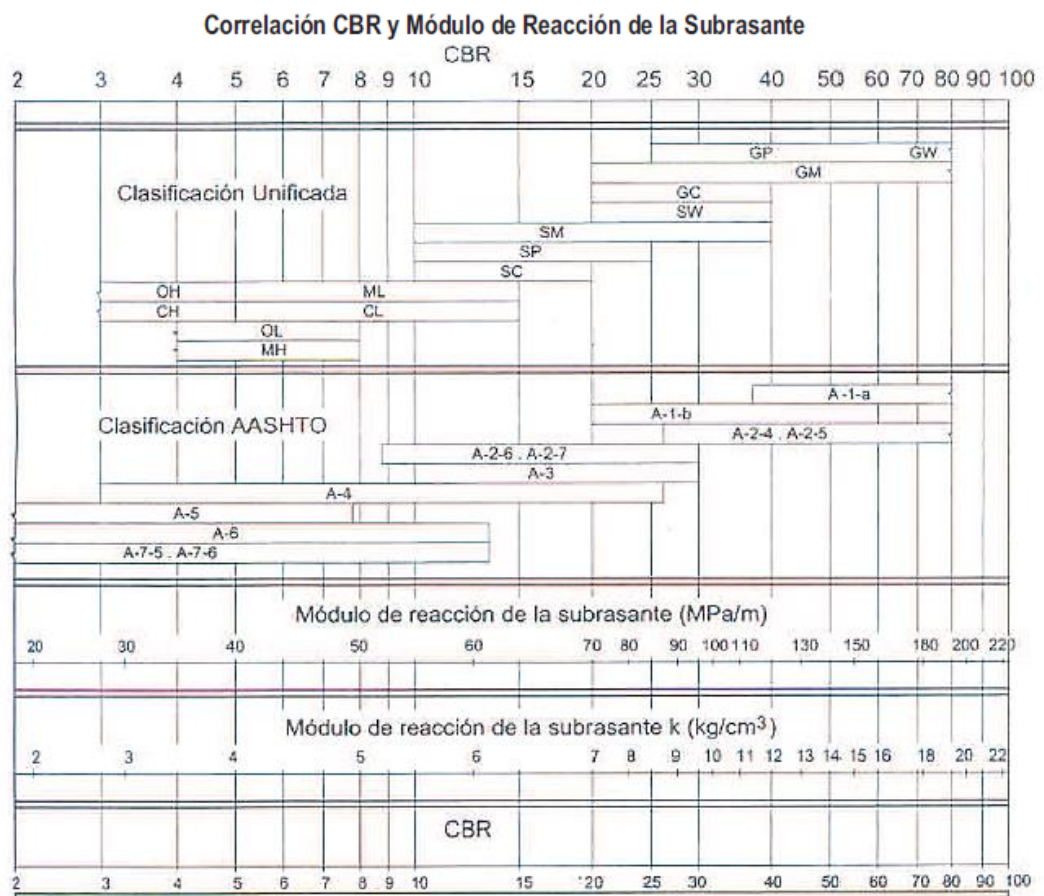 Correlación CBR y Módulo de Reacción de la Subrasante
CBR
2 3 4 5 6 7 8 9 10 15 20 25 30 40 50 60 70 80 90 100
GP GW
Clasificación Unificada GM
GC
SW
SM
SP
SC
OH ML
CH CL
OL
MH
A-1-a
Clasificación AASHTO A-1-b
A-2-4 . A-2-5
A-2-6 . A-2-7
A-3
A-4
A-5
A-6
A-7-5 . A-7-6
Módulo de reacción de la subrasante (MPa/m)
20 30 40 50 60 70 80 90 100 110 130 150 180 200 220
Módulo de reacción de la subrasante k (kg/cm³)
2 3 4 5 6 7 8 9 10 11 12 13 14 15 16 18 20 22
CBR
2 3 4 5 6 7 8 9 10 15 20 25 30 40 50 60 70 80 90 100